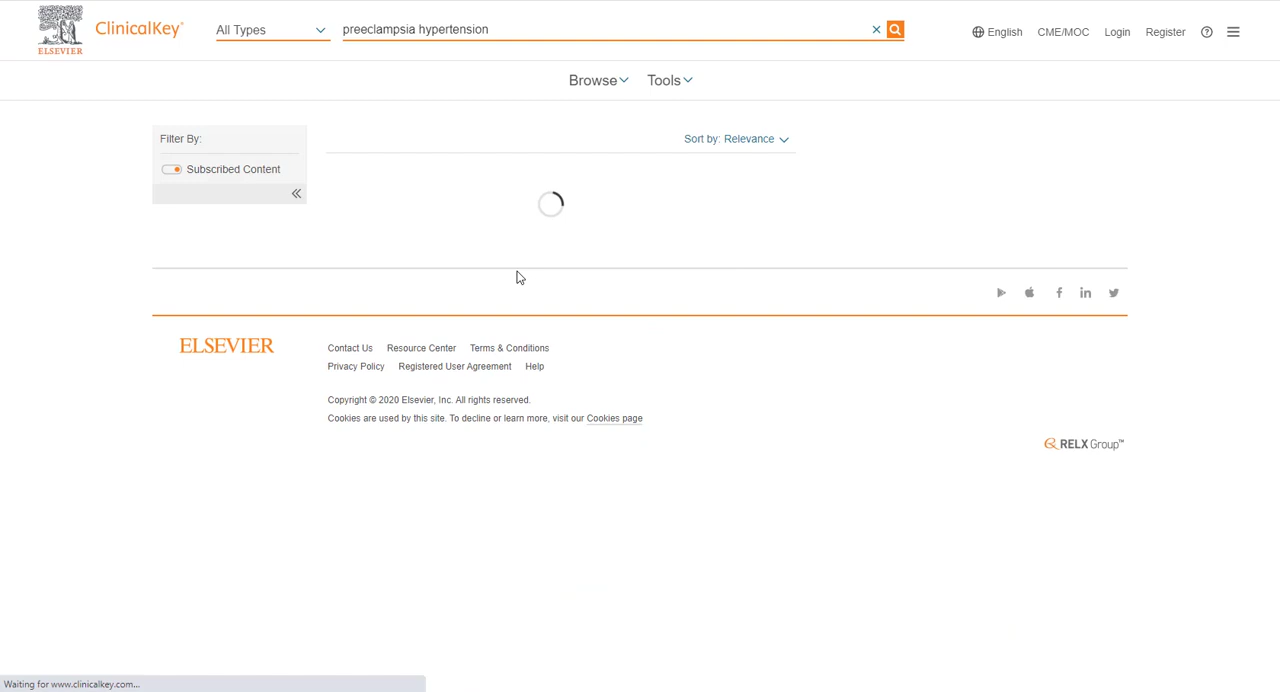 ELSEVIER
ClinicalKey®
All Types
preeclampsia hypertension
English CME/MOC Login Register
Browse Tools
Filter By:
Sort by: Relevance
Subscribed Content
ELSEVIER
Contact Us Resource Center Terms & Conditions
Privacy Policy Registered User Agreement Help
Copyright © 2020 Elsevier, Inc. All rights reserved.
Cookies are used by this site. To decline or learn more, visit our Cookies page
RELX Group™
Waiting for www.clinicalkey.com...